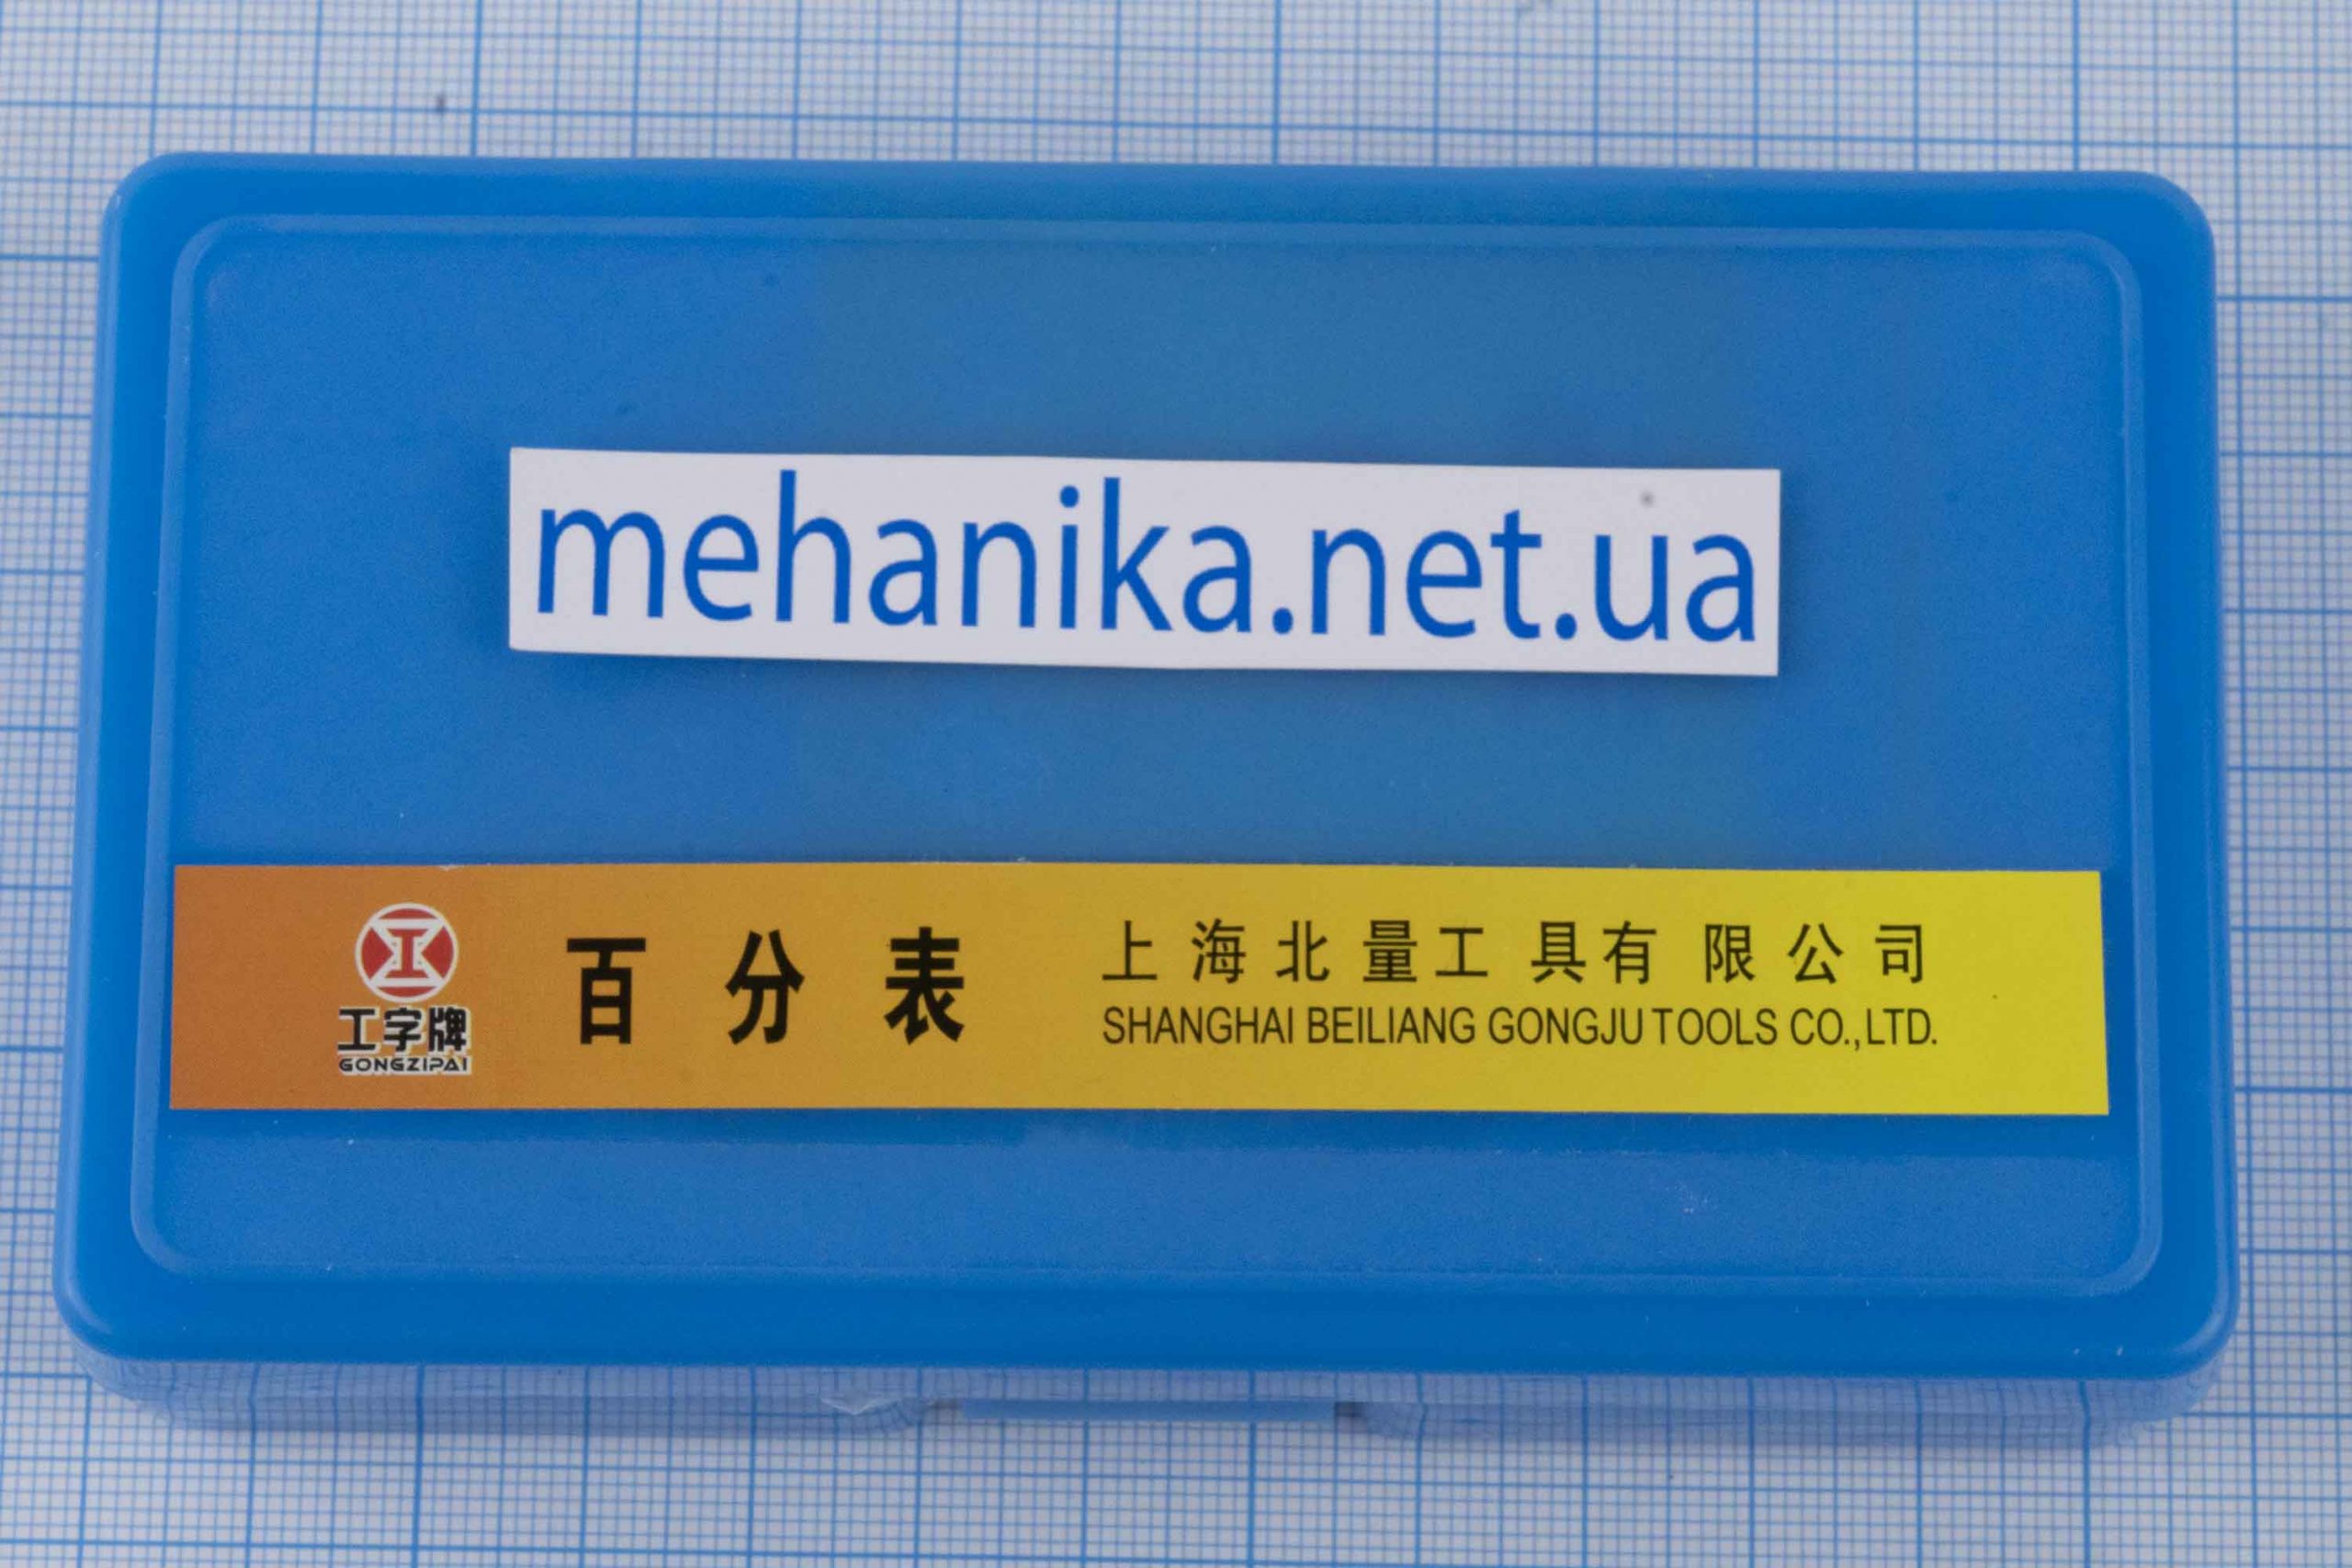 mehanika.net.ua
工
工字牌
GONGZIPAI
百分表
上海北量工具有限公司
SHANGHAI BEILIANG GONGJU TOOLS CO.,LTD.